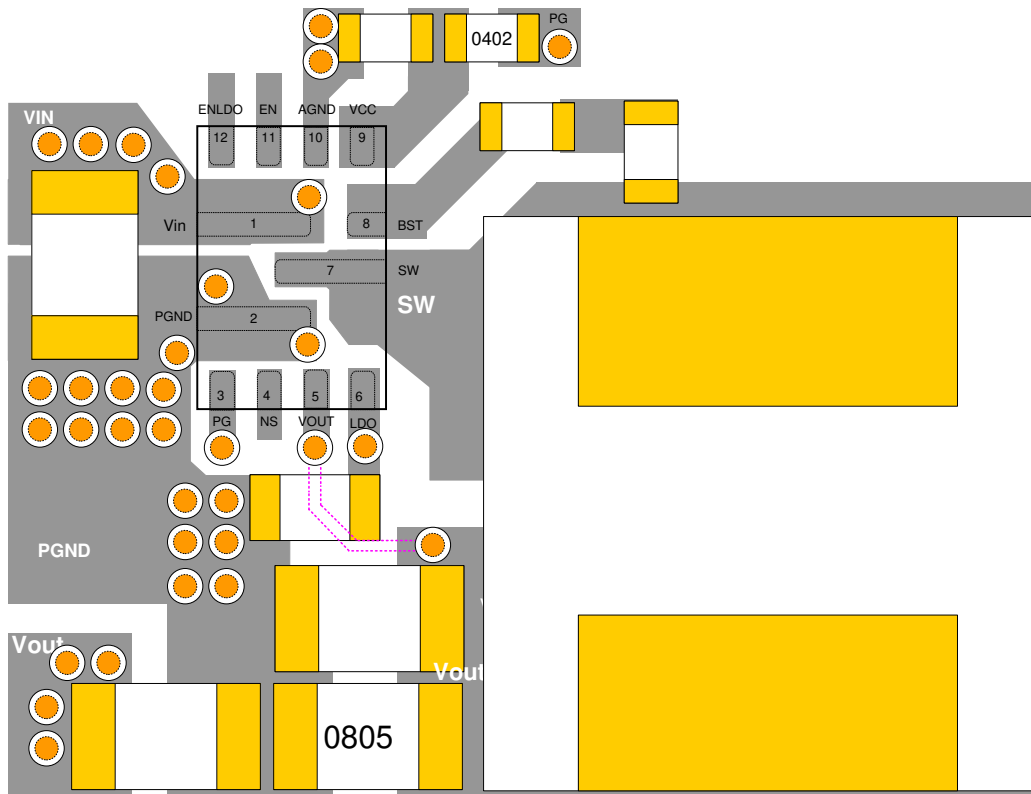 PG
0402
ENLDO EN AGND VCC
VIN
12 11 10 9
Vin 1 8 BST
7 SW
SW
PGND 2
3 4 5 6
PG NS VOUT LDO
PGND
Vout
Vout
0805